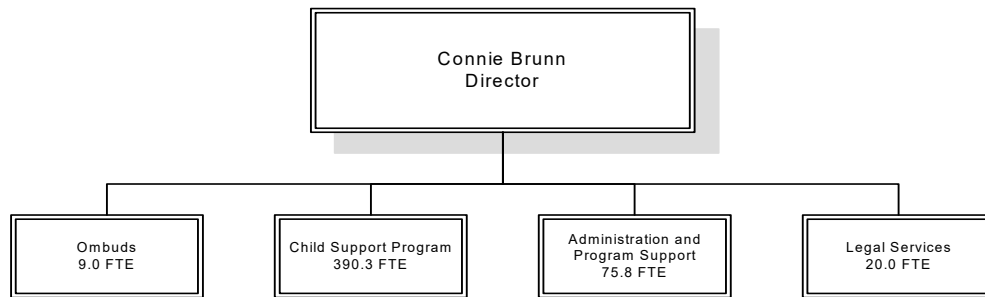 Connie Brunn
Director
Ombuds
9.0 FTE
Child Support Program
390.3 FTE
Administration and
Program Support
75.8 FTE
Legal Services
20.0 FTE